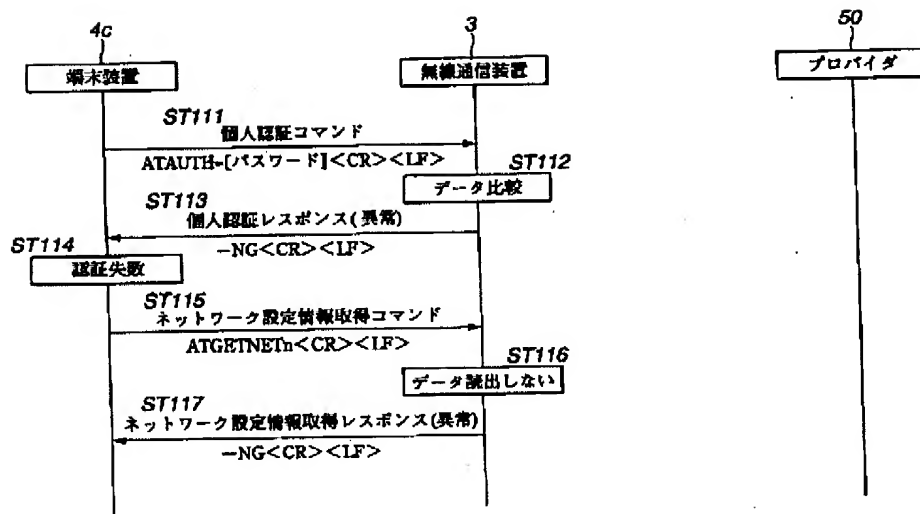 4c
3
50
端末装置
無線通信装置
プロバイダ
ST111
個人認証コマンド
ATAUTH=[パスワード]<CR><LF>
ST112
データ比較
ST113
個人認証レスポンス(異常)
－NG<CR><LF>
ST114
認証失敗
ST115
ネットワーク設定情報取得コマンド
ATGETNETn<CR><LF>
ST116
データ読出しない
ST117
ネットワーク設定情報取得レスポンス(異常)
－NG<CR><LF>